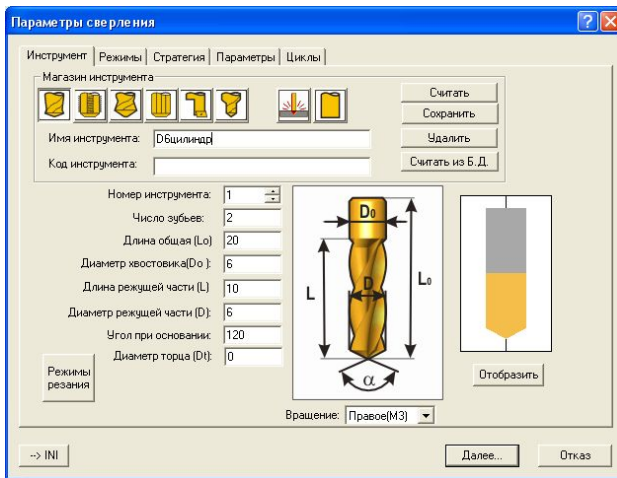 Параметры сверления
Инструмент Режимы Стратегия Параметры Циклы
Магазин инструмента
Считать
Сохранить
Имя инструмента: D6цилиндр
Удалить
Код инструмента:
Считать из Б.Д.
Номер инструмента: 1
Число зубьев: 2
Длина общая (Lo) 20
Диаметр хвостовика(Do ): 6
Длина режущей части (L) 10
Диаметр режущей части (D): 6
Угол при основании: 120
Диаметр торца (Dt): 0
Режимы
резания
D0
L
D
L0
α
Отобразить
Вращение: Правое(М3)
--> INI
Далее...
Отказ